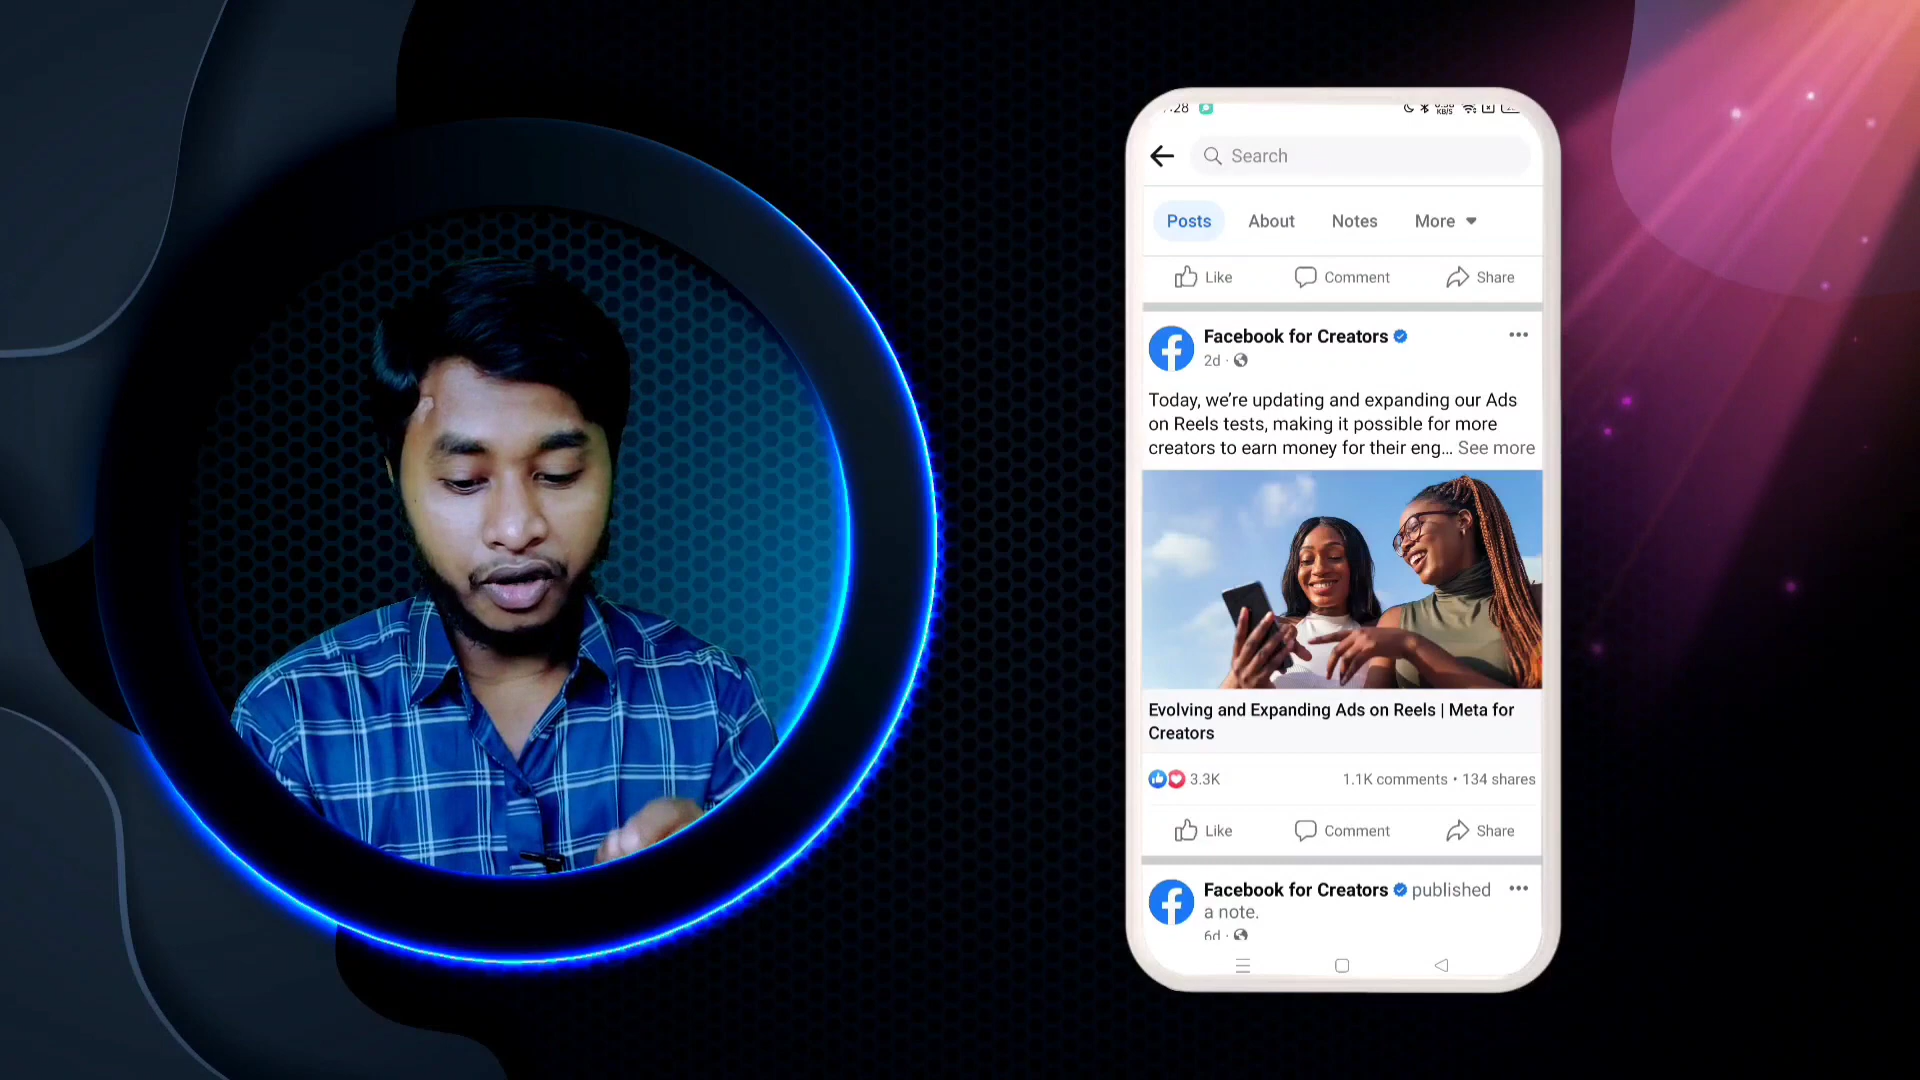 :28
KB/S
Search
Posts About Notes More
Like Comment Share
Facebook for Creators
2d ·
Today, we’re updating and expanding our Ads
on Reels tests, making it possible for more
creators to earn money for their eng... See more
Evolving and Expanding Ads on Reels | Meta for
Creators
3.3K 1.1K comments • 134 shares
Like Comment Share
Facebook for Creators published
a note.
6d ·